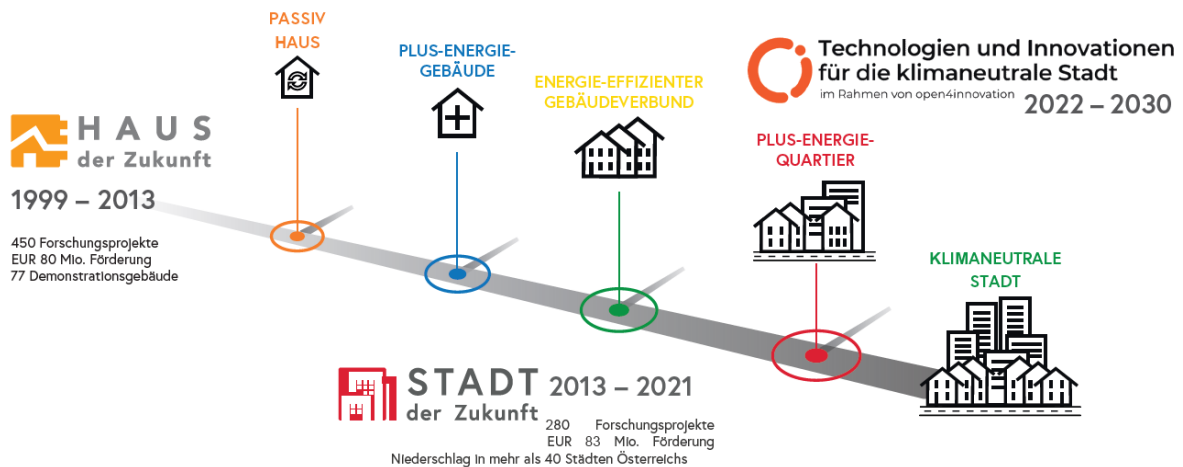 PASSIV
HAUS
PLUS-ENERGIE-
GEBÄUDE
ENERGIE-EFFIZIENTER
GEBÄUDEVERBUND
Technologien und Innovationen
für die klimaneutrale Stadt
im Rahmen von open4innovation
2022 – 2030
HAUS
der Zukunft
1999 – 2013
450 Forschungsprojekte
EUR 80 Mio. Förderung
77 Demonstrationsgebäude
PLUS-ENERGIE-
QUARTIER
KLIMANEUTRALE
STADT
STADT
der Zukunft
2013 – 2021
280 Forschungsprojekte
EUR 83 Mio. Förderung
Niederschlag in mehr als 40 Städten Österreichs